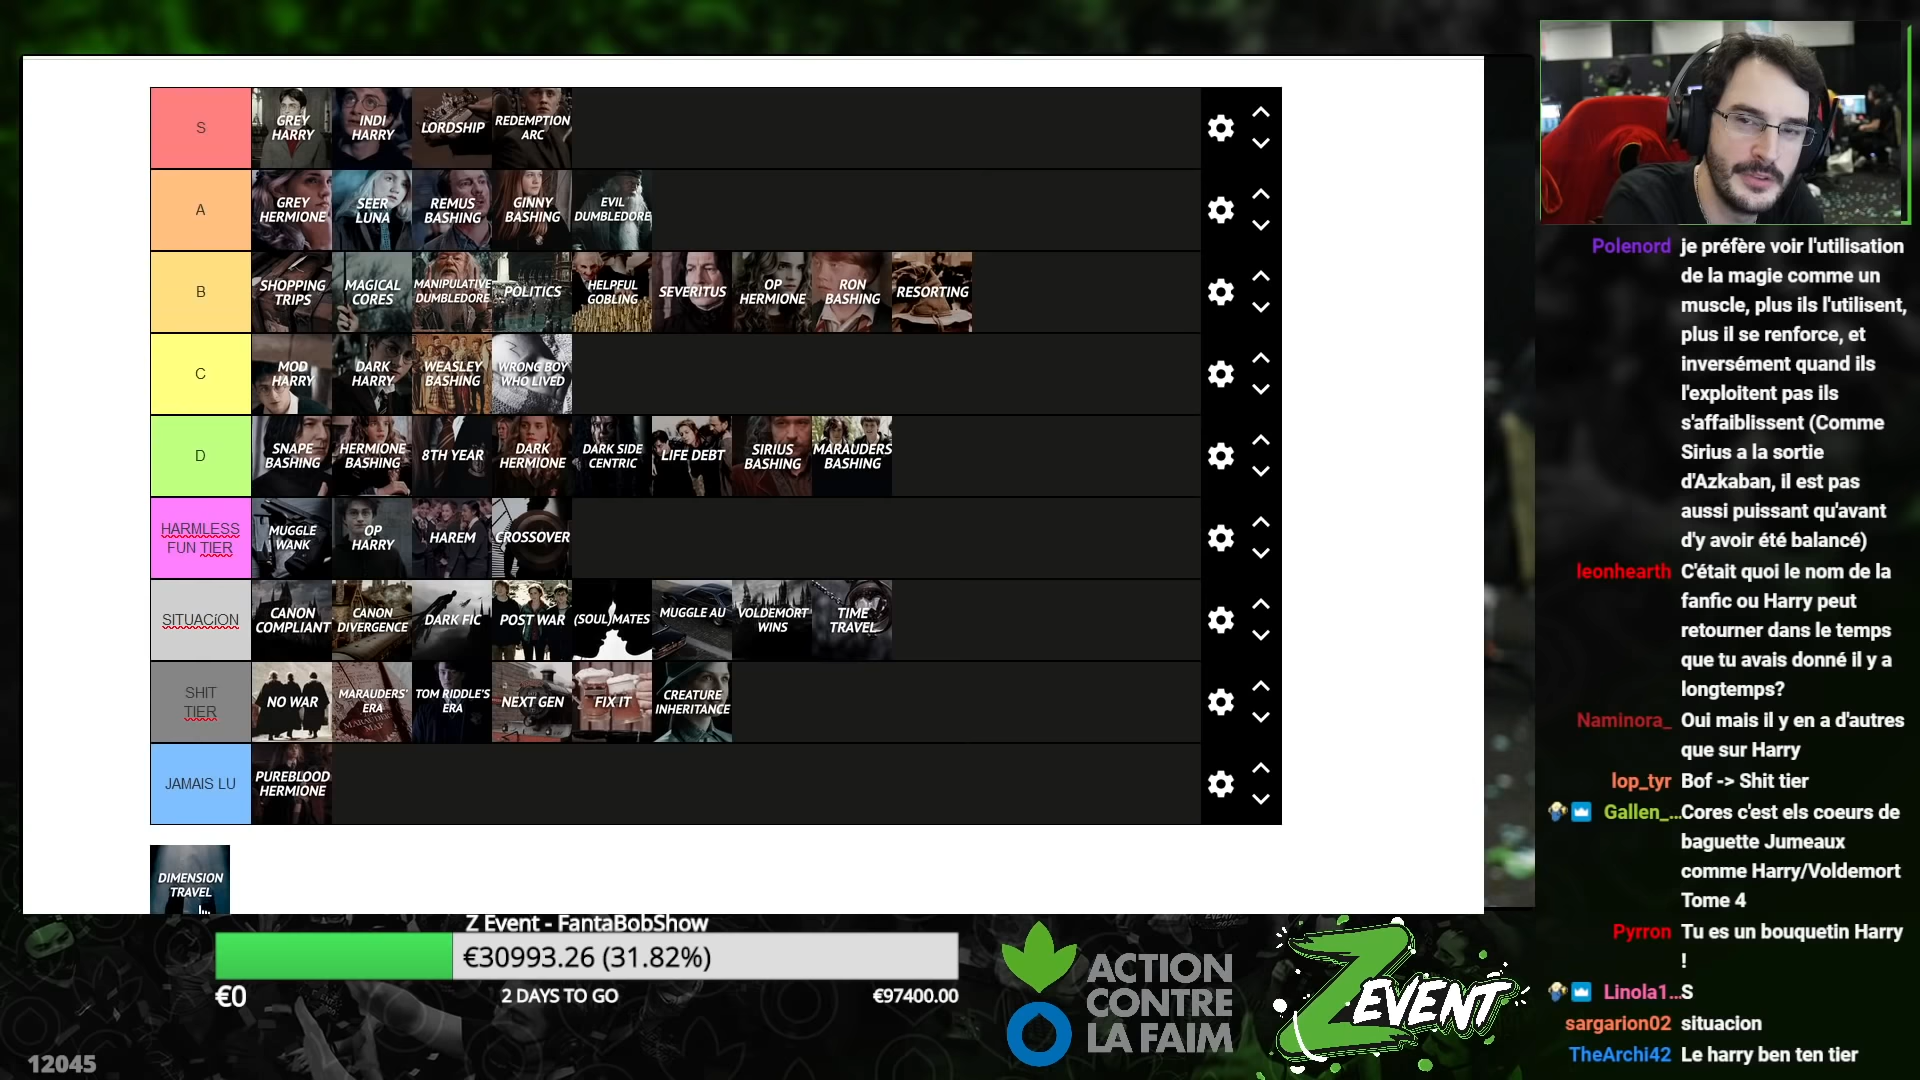 S
GREY
HARRY
INDI
HARRY
LORDSHIP
REDEMPTION
ARC
A
GREY
HERMIONE
SEER
LUNA
REMUS
BASHING
GINNY
BASHING
EVIL
DUMBLEDORE
B
SHOPPING
TRIPS
MAGICAL
CORES
MANIPULATIVE
DUMBLEDORE
POLITICS
HELPFUL
GOBLING
SEVERITUS
OP
HERMIONE
RON
BASHING
RESORTING
C
MOD
HARRY
DARK
HARRY
WEASLEY
BASHING
WRONG BOY
WHO LIVED
D
SNAPE
BASHING
HERMIONE
BASHING
8TH YEAR
DARK
HERMIONE
DARK SIDE
CENTRIC
LIFE DEBT
SIRIUS
BASHING
MARAUDERS
BASHING
HARMLESS
FUN TIER
MUGGLE
WANK
OP
HARRY
HAREM
CROSSOVER
SITUACíON
CANON
COMPLIANT
CANON
DIVERGENCE
DARK FIC
POST WAR
(SOUL)MATES
MUGGLE AU
VOLDEMORT
WINS
TIME
TRAVEL
SHIT
TIER
NO WAR
MARAUDERS'
ERA
TOM RIDDLE'S
ERA
NEXT GEN
FIX IT
CREATURE
INHERITANCE
JAMAIS LU
PUREBLOOD
HERMIONE
DIMENSION
TRAVEL
Polenord je préfère voir l'utilisation
de la magie comme un
muscle, plus ils l'utilisent,
plus il se renforce, et
inversément quand ils
l'exploitent pas ils
s'affaiblissent (Comme
Sirius a la sortie
d'Azkaban, il est pas
aussi puissant qu'avant
d'y avoir été balancé)
leonhearth C'était quoi le nom de la
fanfic ou Harry peut
retourner dans le temps
que tu avais donné il y a
longtemps?
Naminora_ Oui mais il y en a d'autres
que sur Harry
lop_tyr Bof -> Shit tier
Gallen_... Cores c'est els coeurs de
baguette Jumeaux
comme Harry/Voldemort
Tome 4
Pyrron Tu es un bouquetin Harry
!
Linola1... S
sargarion02 situacion
TheArchi42 Le harry ben ten tier
Z Event - FantaBobShow
€30993.26 (31.82%)
€0
2 DAYS TO GO
€97400.00
ACTION
CONTRE
LA FAIM
ZEVENT
12045